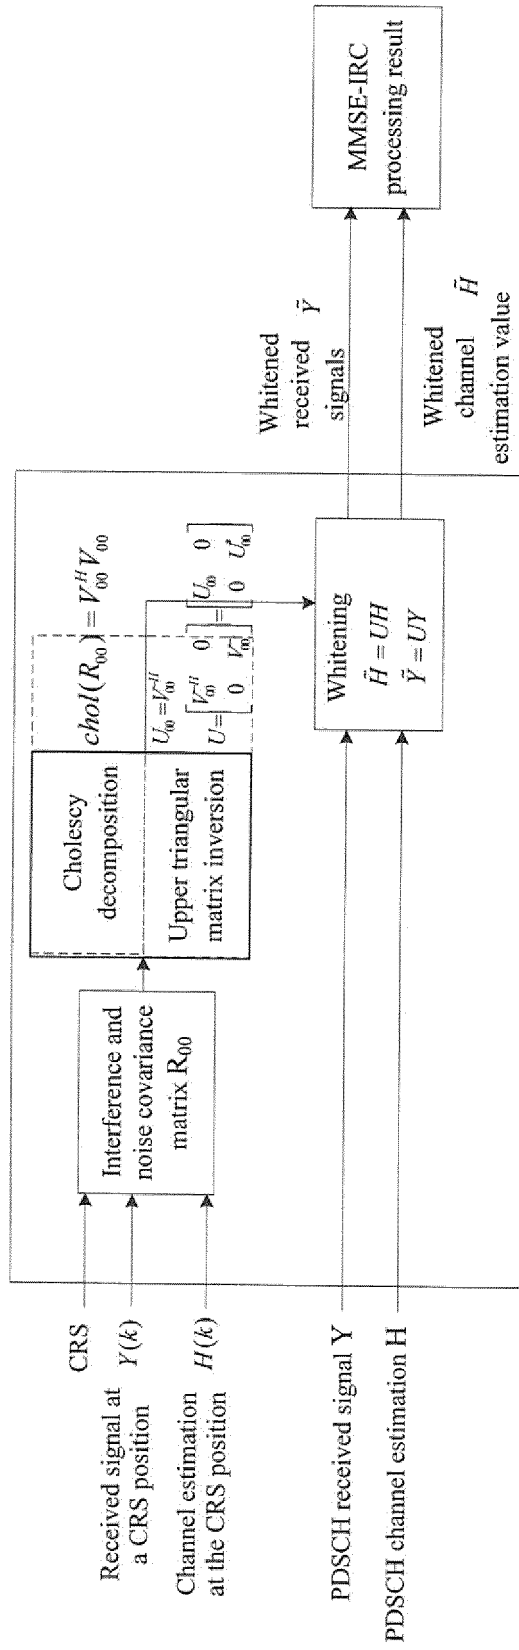 CRS
Received signal at Y(k)
a CRS position
Channel estimation H(k)
at the CRS position
PDSCH received signal Y
PDSCH channel estimation H
Interference and
noise covariance
matrix R₀₀
Cholescy
decomposition
Upper triangular
matrix inversion
chol(R₀₀) = V₀₀ᴴV₀₀
U₀₀=V₀₀⁻ᴴ
U=[V₀₀⁻ᴴ 0; 0 V₀₀]=[U₀₀ 0; 0 U₀₀*]
Whitening
H̃ = UH
Ỹ = UY
Whitened
received Ỹ
signals
Whitened
channel H̃
estimation value
MMSE-IRC
processing result